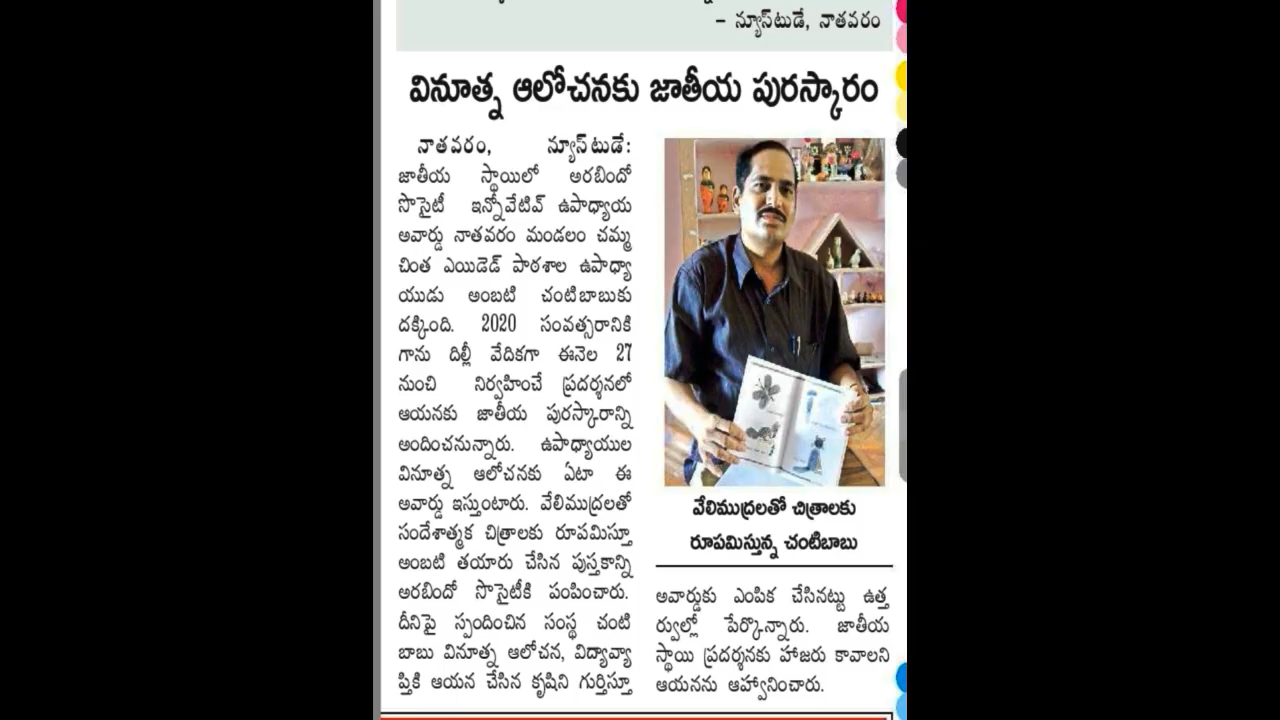 – న్యూస్‌టుడే, నాతవరం
వినూత్న ఆలోచనకు జాతీయ పురస్కారం
నాతవరం, న్యూస్‌టుడే:
జాతీయ స్థాయిలో అరబిందో
సొసైటీ ఇన్నోవేటివ్ ఉపాధ్యాయ
అవార్డు నాతవరం మండలం చమ్మ
చింత ఎయిడెడ్ పాఠశాల ఉపాధ్యా
యుడు అంబటి చంటిబాబుకు
దక్కింది. 2020 సంవత్సరానికి
గాను దిల్లీ వేదికగా ఈనెల 27
నుంచి నిర్వహించే ప్రదర్శనలో
ఆయనకు జాతీయ పురస్కారాన్ని
అందించనున్నారు. ఉపాధ్యాయుల
వినూత్న ఆలోచనకు ఏటా ఈ
అవార్డు ఇస్తుంటారు. వేలిముద్రలతో
సందేశాత్మక చిత్రాలకు రూపమిస్తూ
అంబటి తయారు చేసిన పుస్తకాన్ని
అరబిందో సొసైటీకి పంపించారు.
దీనిపై స్పందించిన సంస్థ చంటి
బాబు వినూత్న ఆలోచన, విద్యావ్యా
ప్తికి ఆయన చేసిన కృషిని గుర్తిస్తూ
వేలిముద్రలతో చిత్రాలకు
రూపమిస్తున్న చంటిబాబు
అవార్డుకు ఎంపిక చేసినట్టు ఉత్త
ర్వుల్లో పేర్కొన్నారు. జాతీయ
స్థాయి ప్రదర్శనకు హాజరు కావాలని
ఆయనను ఆహ్వానించారు.